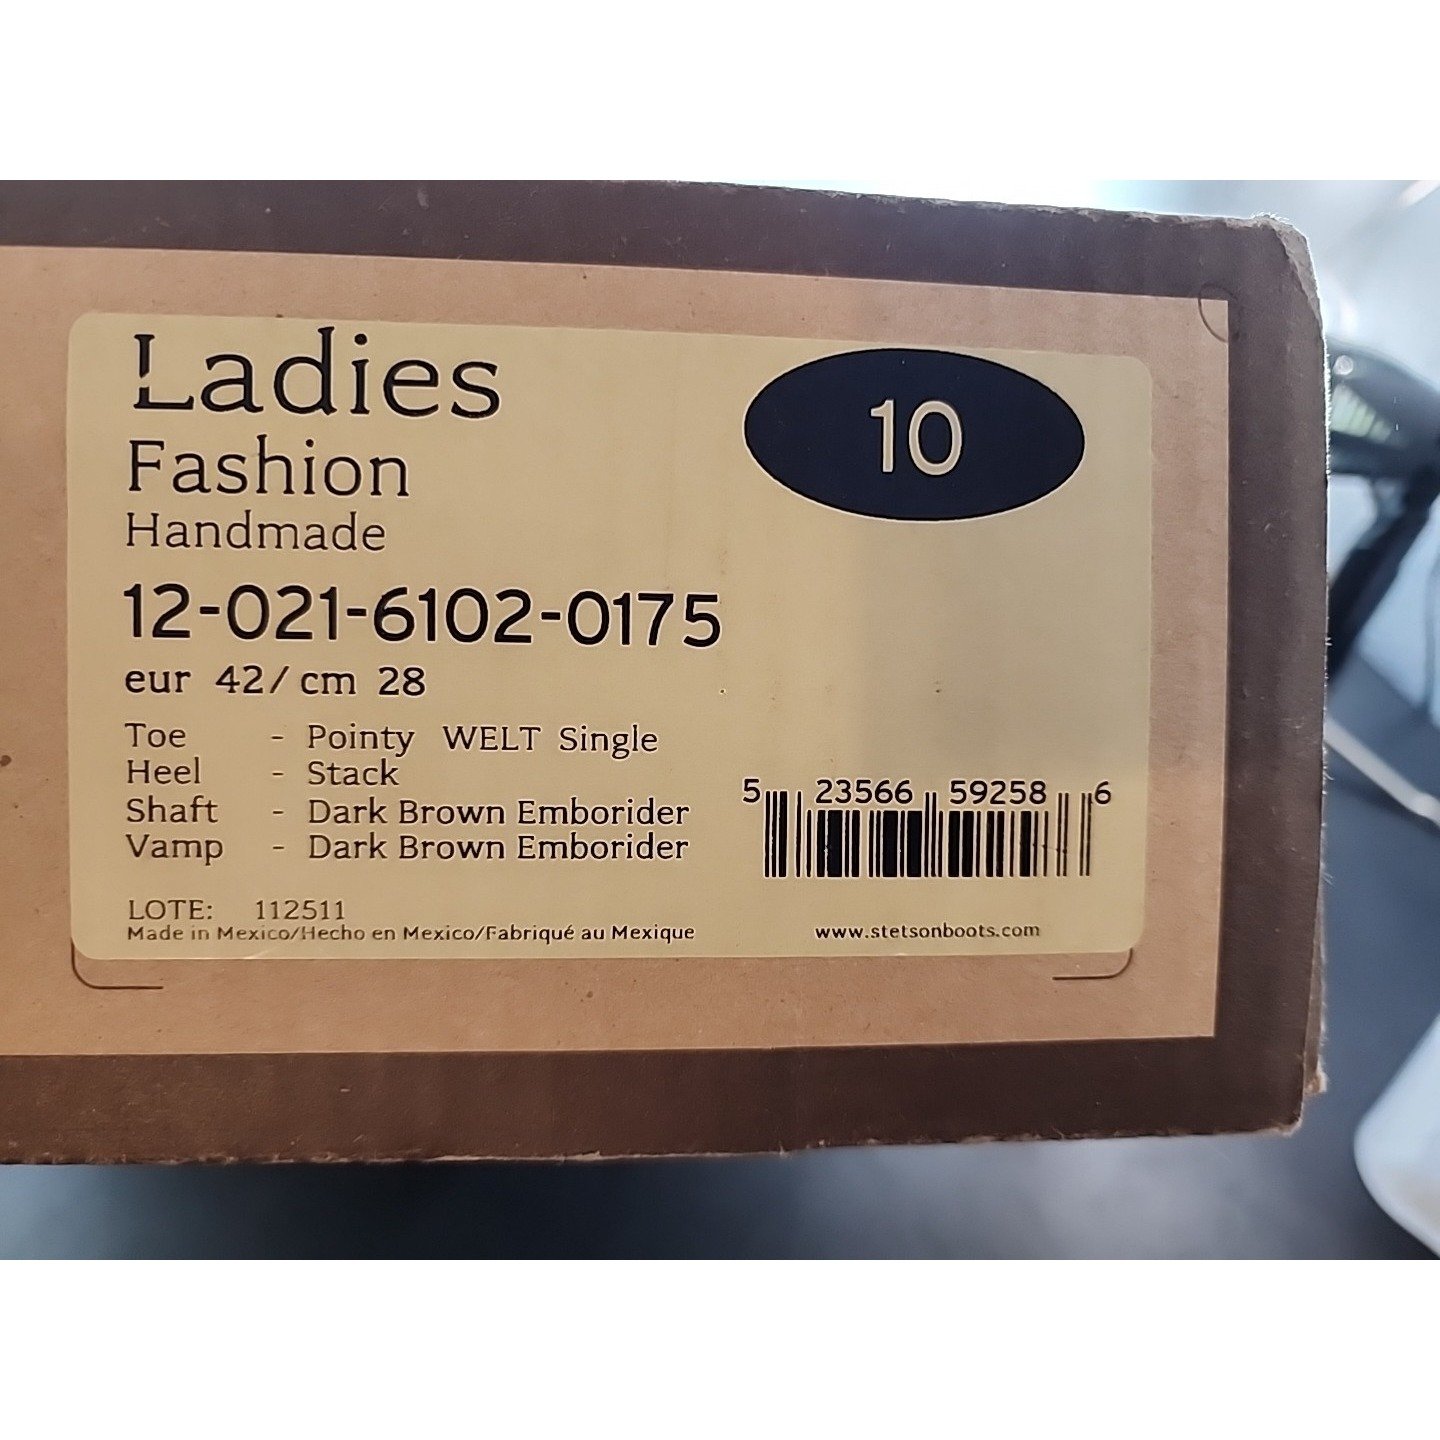 Ladies
10
Fashion
Handmade
12-021-6102-0175
eur 42/ cm 28
Toe - Pointy WELT Single
Heel - Stack
Shaft - Dark Brown Emborider
Vamp - Dark Brown Emborider
5 23566 59258 6
LOTE: 112511
Made in Mexico/Hecho en Mexico/Fabriqué au Mexique
www.stetsonboots.com